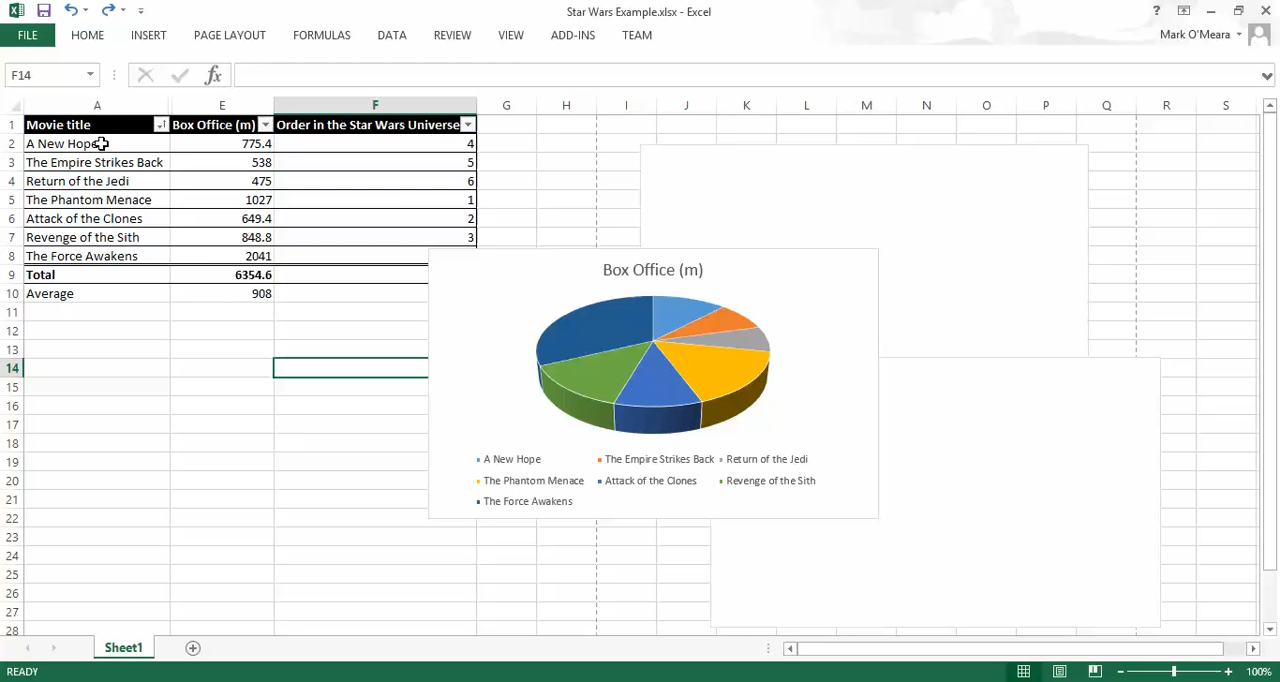 Star Wars Example.xlsx - Excel
FILE HOME INSERT PAGE LAYOUT FORMULAS DATA REVIEW VIEW ADD-INS TEAM Mark O'Meara
F14 fx
A E F G H I J K L M N O P Q R S
1 Movie title Box Office (m) Order in the Star Wars Universe
2 A New Hope 775.4 4
3 The Empire Strikes Back 538 5
4 Return of the Jedi 475 6
5 The Phantom Menace 1027 1
6 Attack of the Clones 649.4 2
7 Revenge of the Sith 848.8 3
8 The Force Awakens 2041
9 Total 6354.6
10 Average 908
11
12
13
14
15
16
17
18
19
20
21
22
23
24
25
26
27
28
Box Office (m)
A New Hope The Empire Strikes Back Return of the Jedi
The Phantom Menace Attack of the Clones Revenge of the Sith
The Force Awakens
Sheet1
READY 100%